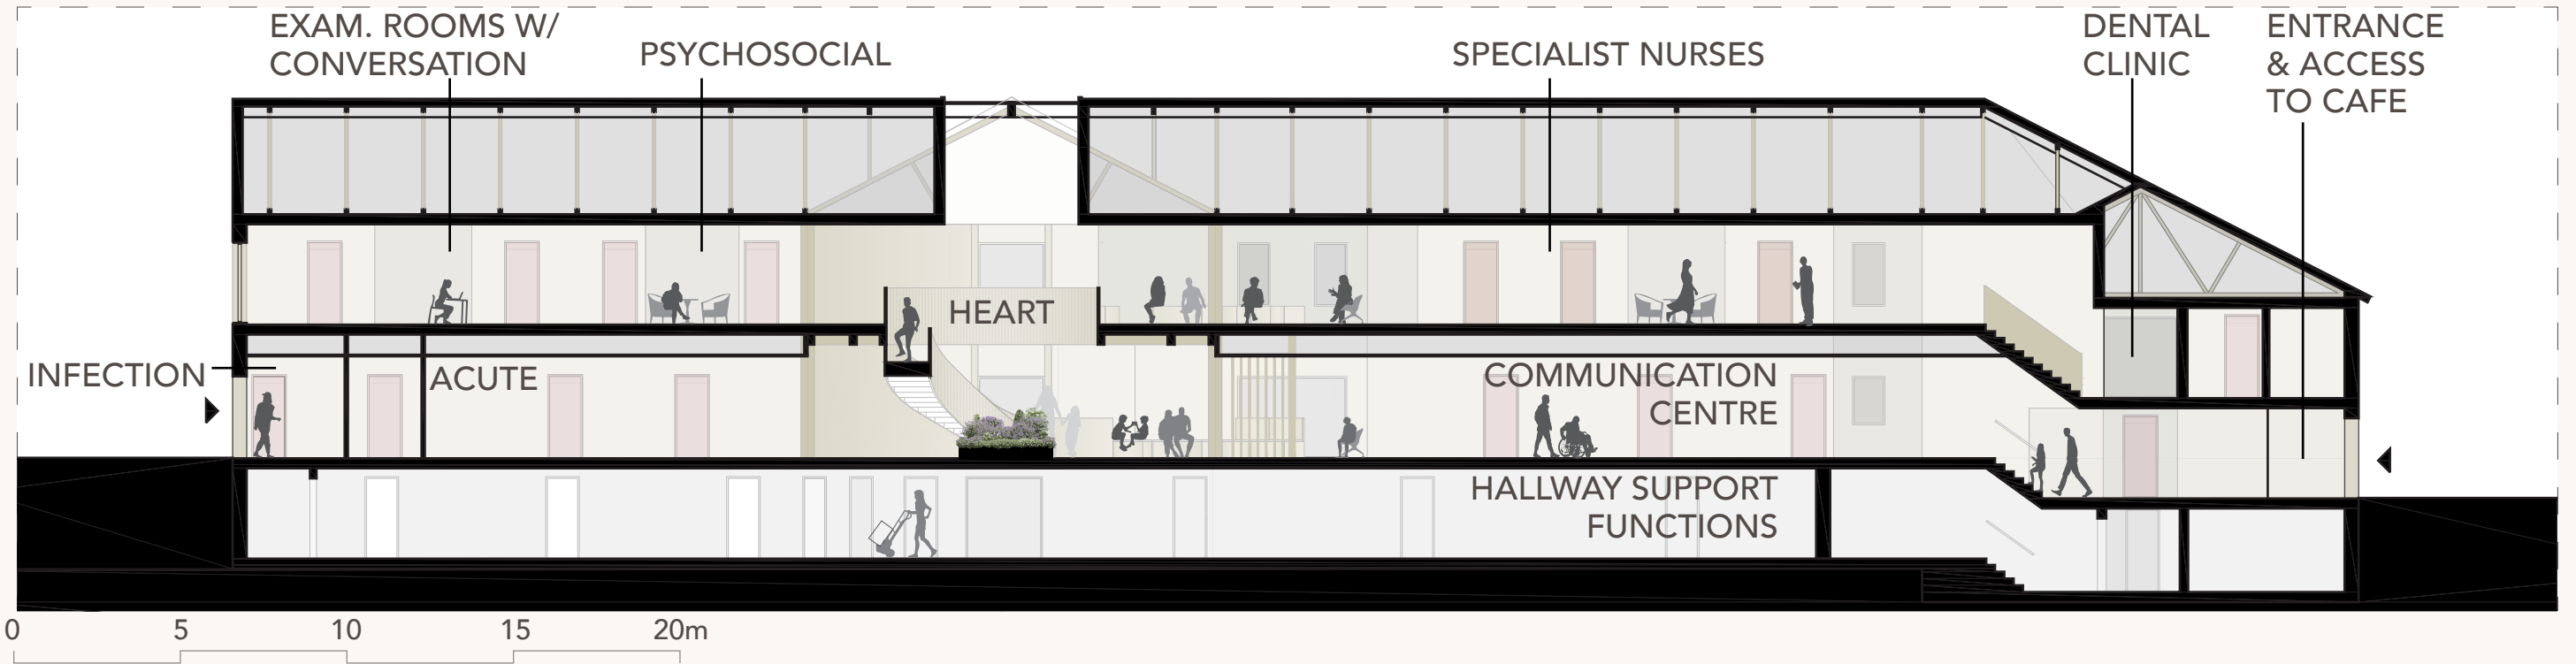 EXAM. ROOMS W/
CONVERSATION
PSYCHOSOCIAL
SPECIALIST NURSES
DENTAL
CLINIC
ENTRANCE
& ACCESS
TO CAFE
HEART
INFECTION
ACUTE
COMMUNICATION
CENTRE
HALLWAY SUPPORT
FUNCTIONS
0 5 10 15 20m